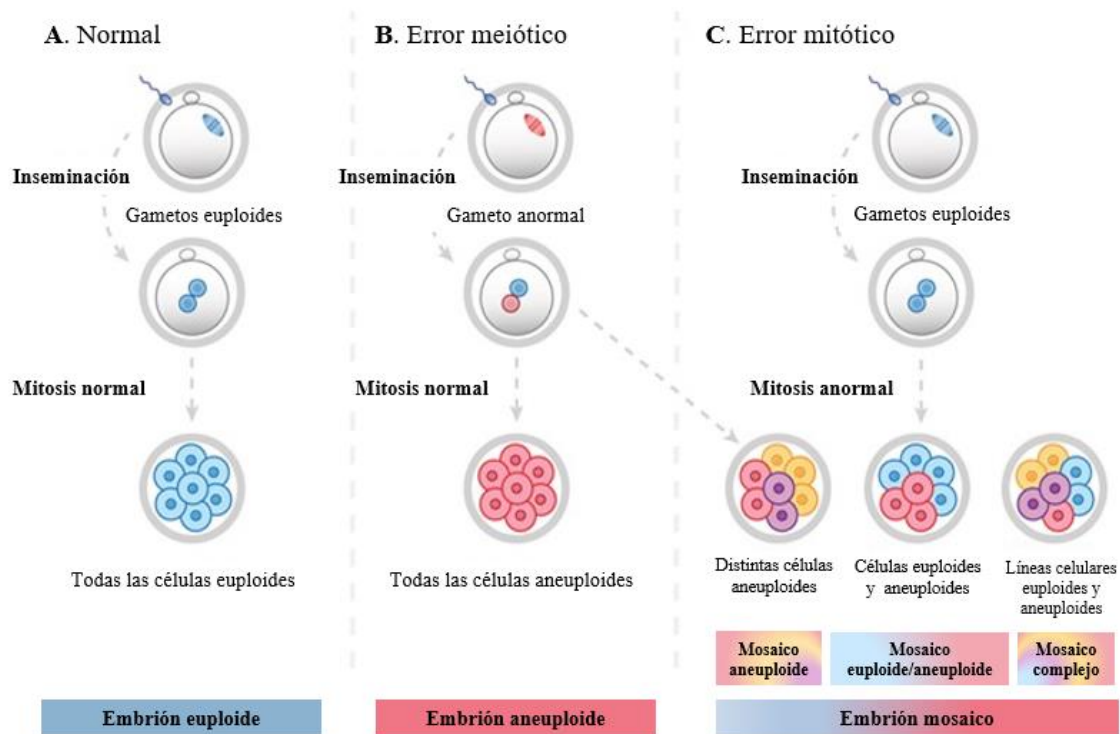 A. Normal
Inseminación
Gametos euploides
Mitosis normal
Todas las células euploides
Embrión euploide
B. Error meiótico
Inseminación
Gameto anormal
Mitosis normal
Todas las células aneuploides
Embrión aneuploide
C. Error mitótico
Inseminación
Gametos euploides
Mitosis anormal
Distintas células
aneuploides
Células euploides
y aneuploides
Líneas celulares
euploides y
aneuploides
Mosaico
aneuploide
Mosaico
euploide/aneuploide
Mosaico
complejo
Embrión mosaico